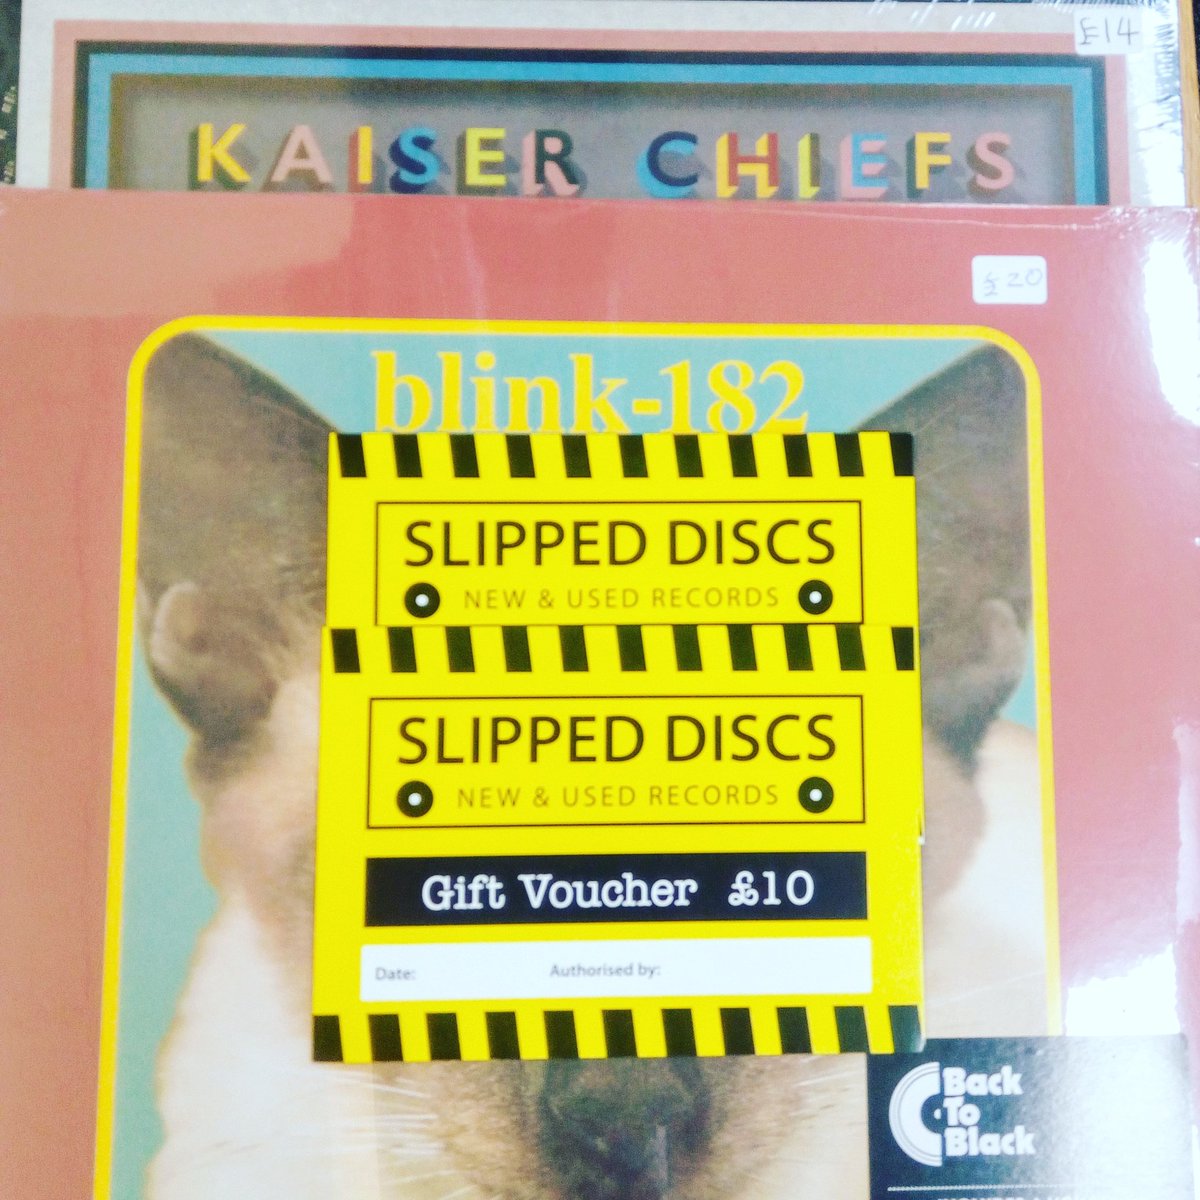 £14
KAISER CHIEFS
£20
blink-182
SLIPPED DISCS
NEW & USED RECORDS
SLIPPED DISCS
NEW & USED RECORDS
Gift Voucher £10
Date: Authorised by:
Back
To
Black